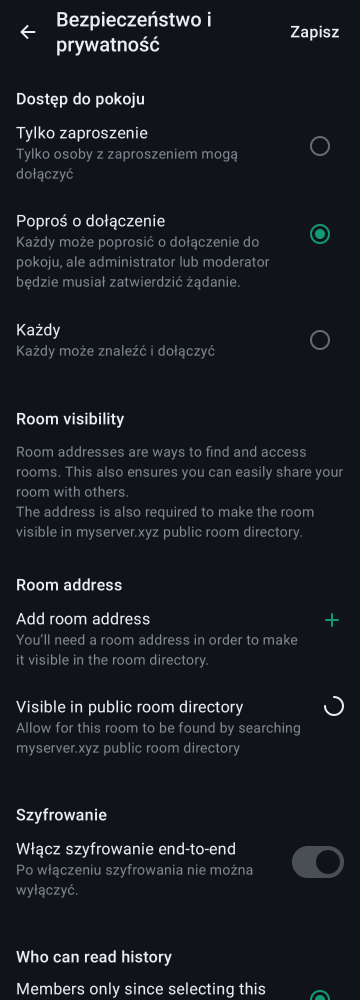 Bezpieczeństwo i
prywatność
Zapisz
Dostęp do pokoju
Tylko zaproszenie
Tylko osoby z zaproszeniem mogą
dołączyć
Poproś o dołączenie
Każdy może poprosić o dołączenie do
pokoju, ale administrator lub moderator
będzie musiał zatwierdzić żądanie.
Każdy
Każdy może znaleźć i dołączyć
Room visibility
Room addresses are ways to find and access
rooms. This also ensures you can easily share your
room with others.
The address is also required to make the room
visible in myserver.xyz public room directory.
Room address
Add room address
You’ll need a room address in order to make
it visible in the room directory.
Visible in public room directory
Allow for this room to be found by searching
myserver.xyz public room directory
Szyfrowanie
Włącz szyfrowanie end-to-end
Po włączeniu szyfrowania nie można
wyłączyć.
Who can read history
Members only since selecting this